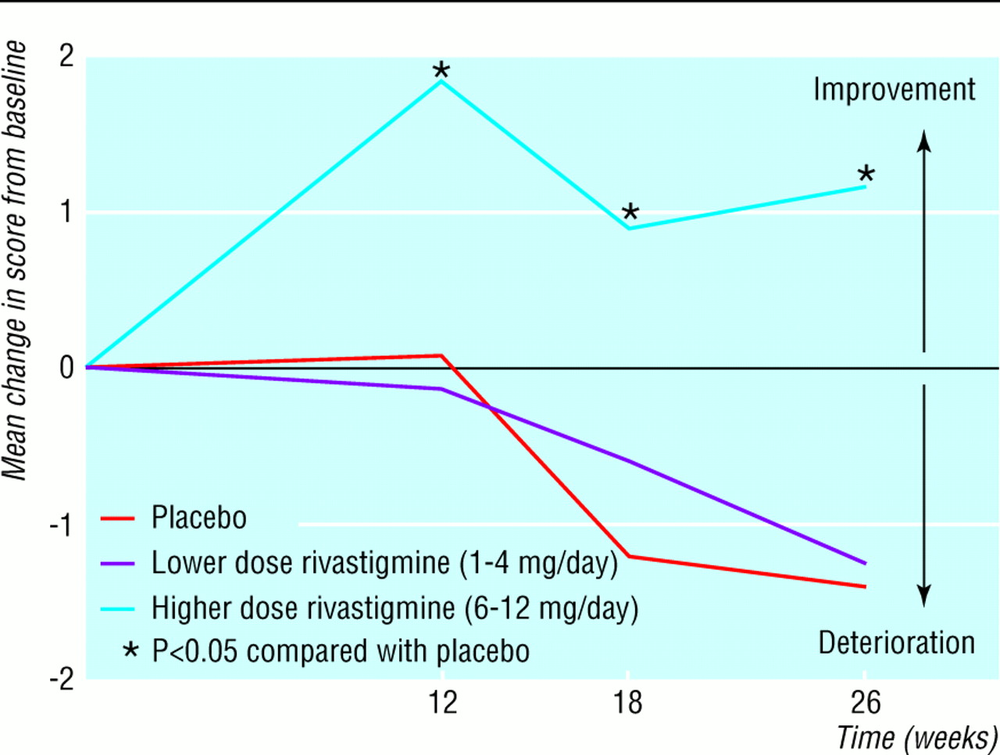 Mean change in score from baseline
2
1
0
-1
-2
*
*
*
Improvement
Deterioration
Placebo
Lower dose rivastigmine (1-4 mg/day)
Higher dose rivastigmine (6-12 mg/day)
* P<0.05 compared with placebo
12 18 26
Time (weeks)